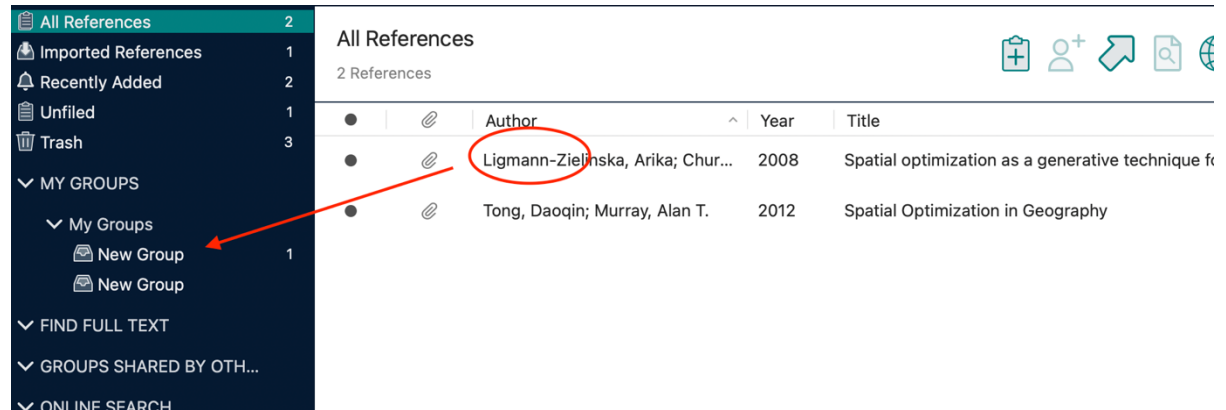 All References 2
Imported References 1
Recently Added 2
Unfiled 1
Trash 3
MY GROUPS
My Groups
New Group 1
New Group
FIND FULL TEXT
GROUPS SHARED BY OTH...
ONLINE SEARCH
All References
2 References
Author Year Title
Ligmann-Zielinska, Arika; Chur... 2008 Spatial optimization as a generative technique
Tong, Daoqin; Murray, Alan T. 2012 Spatial Optimization in Geography